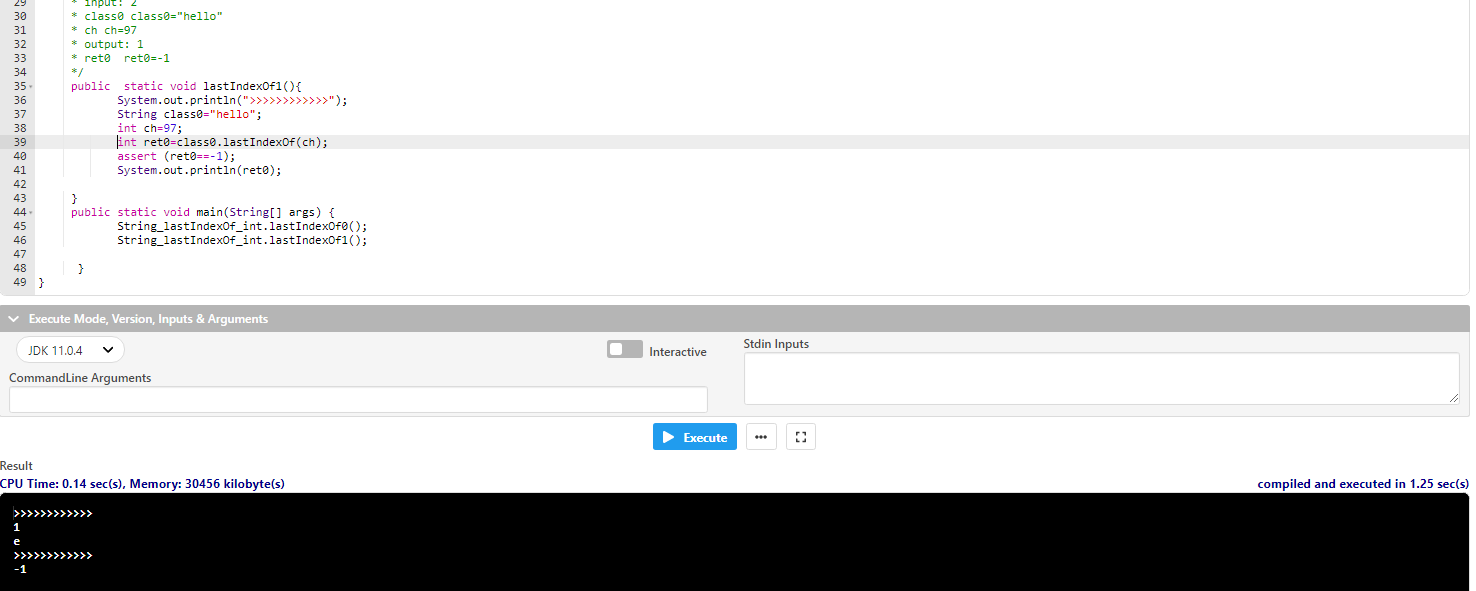 29 * input: 2
30 * class0 class0="hello"
31 * ch ch=97
32 * output: 1
33 * ret0  ret0=-1
34 */
35 public  static void lastIndexOf1(){
36 System.out.println(">>>>>>>>>>>>");
37 String class0="hello";
38 int ch=97;
39 int ret0=class0.lastIndexOf(ch);
40 assert (ret0==-1);
41 System.out.println(ret0);
42
43 }
44 public static void main(String[] args) {
45 String_lastIndexOf_int.lastIndexOf0();
46 String_lastIndexOf_int.lastIndexOf1();
47
48 }
49 }
Execute Mode, Version, Inputs & Arguments
JDK 11.0.4
Interactive
Stdin Inputs
CommandLine Arguments
Execute
Result
CPU Time: 0.14 sec(s), Memory: 30456 kilobyte(s)
compiled and executed in 1.25 sec(s)
>>>>>>>>>>>>
1
e
>>>>>>>>>>>>
-1